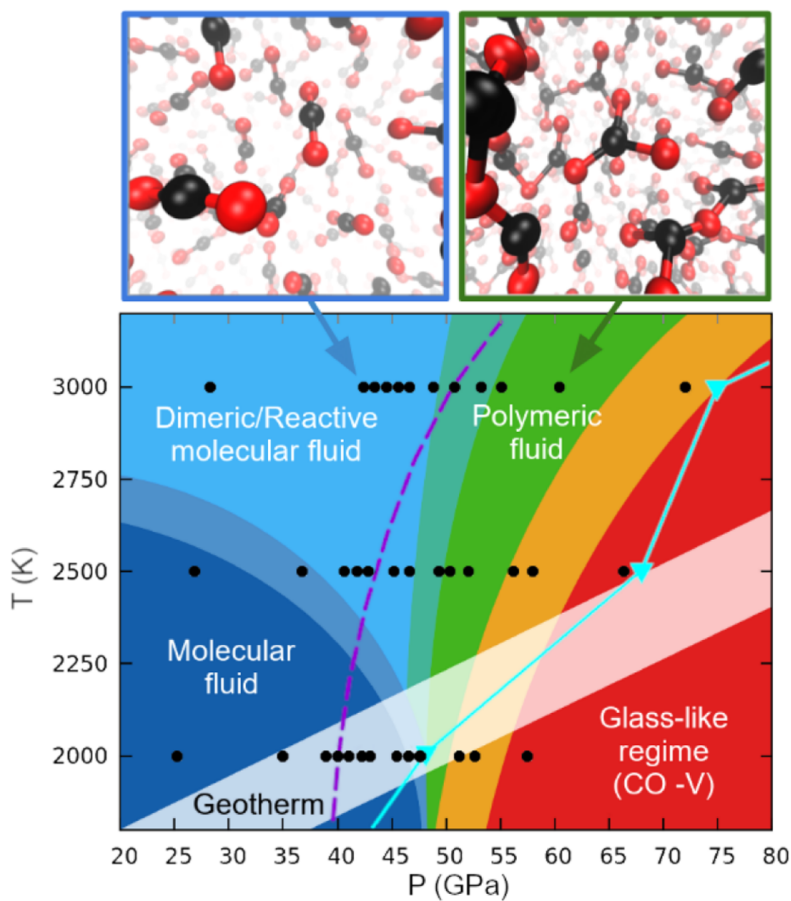 T (K)
3000
2750
2500
2250
2000
Dimeric/Reactive
molecular fluid
Polymeric
fluid
Molecular
fluid
Glass-like
regime
(CO -V)
Geotherm
20 25 30 35 40 45 50 55 60 65 70 75 80
P (GPa)